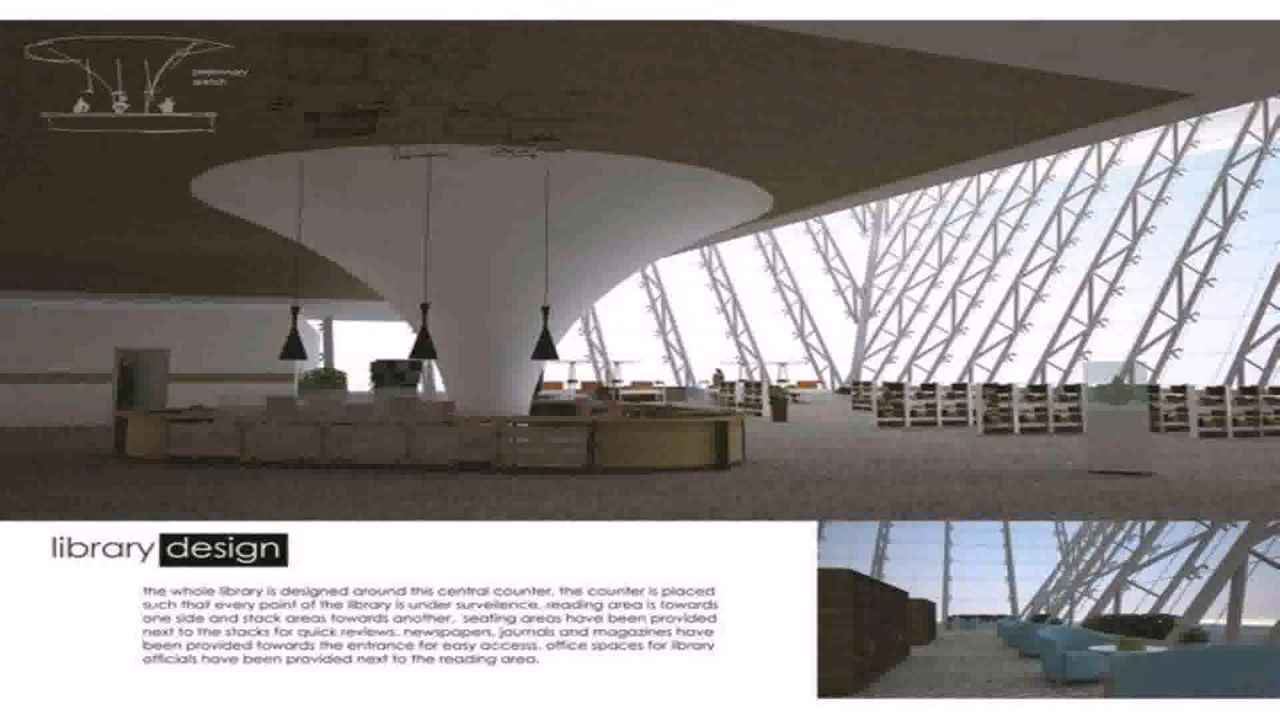 preliminary
sketch
library design
the whole library is designed around this central counter. the counter is placed
such that every point of the library is under surveilence. reading area is towards
one side and stack areas towards another. seating areas have been provided
next to the stacks for quick reviews. newspapers, journals and magazines have
been provided towards the entrance for easy access. office spaces for library
officials have been provided next to the reading area.